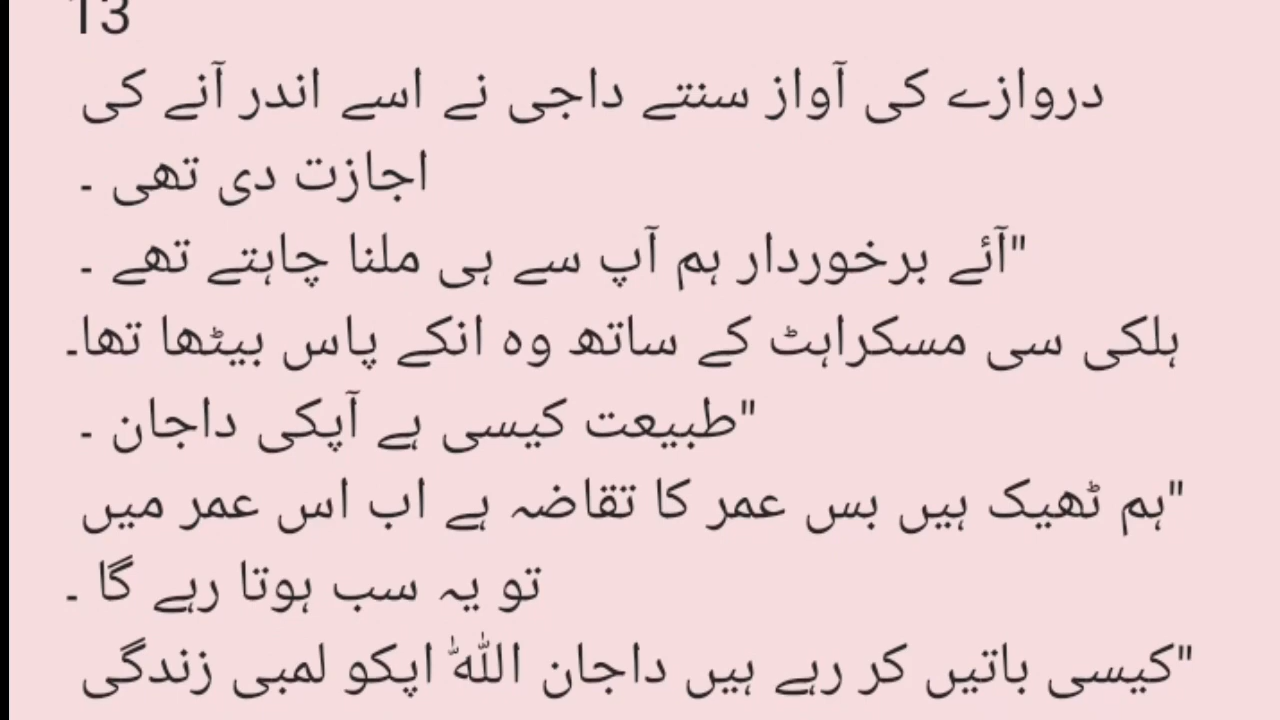 13
دروازے کی آواز سنتے داجی نے اسے اندر آنے کی
اجازت دی تھی ۔
"آئے برخوردار ہم آپ سے ہی ملنا چاہتے تھے ۔
ہلکی سی مسکراہٹ کے ساتھ وہ انکے پاس بیٹھا تھا۔
"طبیعت کیسی ہے آپکی داجان ۔
"ہم ٹھیک ہیں بس عمر کا تقاضہ ہے اب اس عمر میں
تو یہ سب ہوتا رہے گا ۔
"کیسی باتیں کر رہے ہیں داجان اللّٰہ اپکو لمبی زندگی